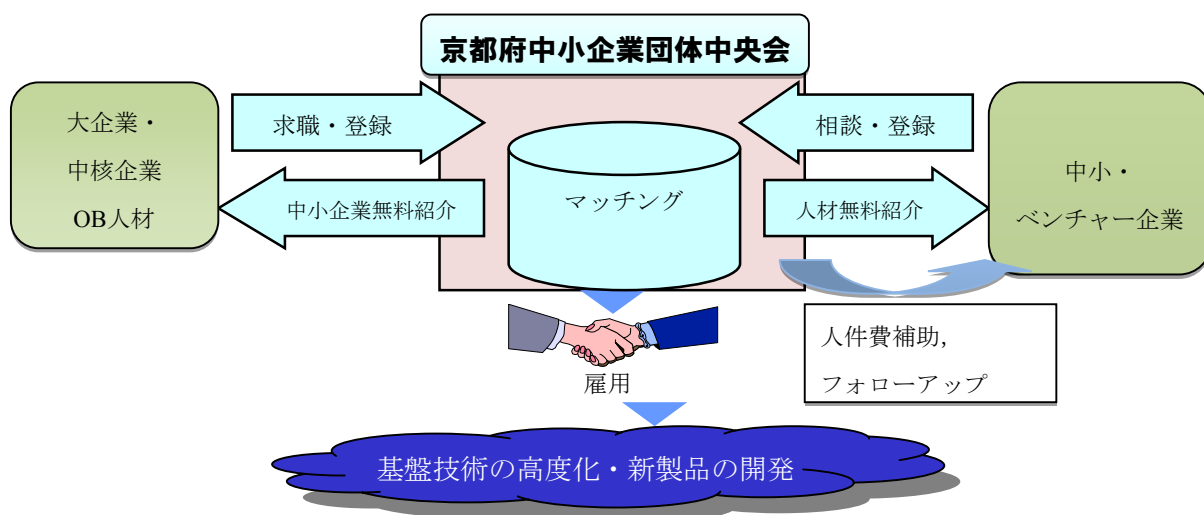 京都府中小企業団体中央会
大企業・
中核企業
OB人材
求職・登録
中小企業無料紹介
マッチング
相談・登録
人材無料紹介
中小・
ベンチャー企業
人件費補助,
フォローアップ
雇用
基盤技術の高度化・新製品の開発